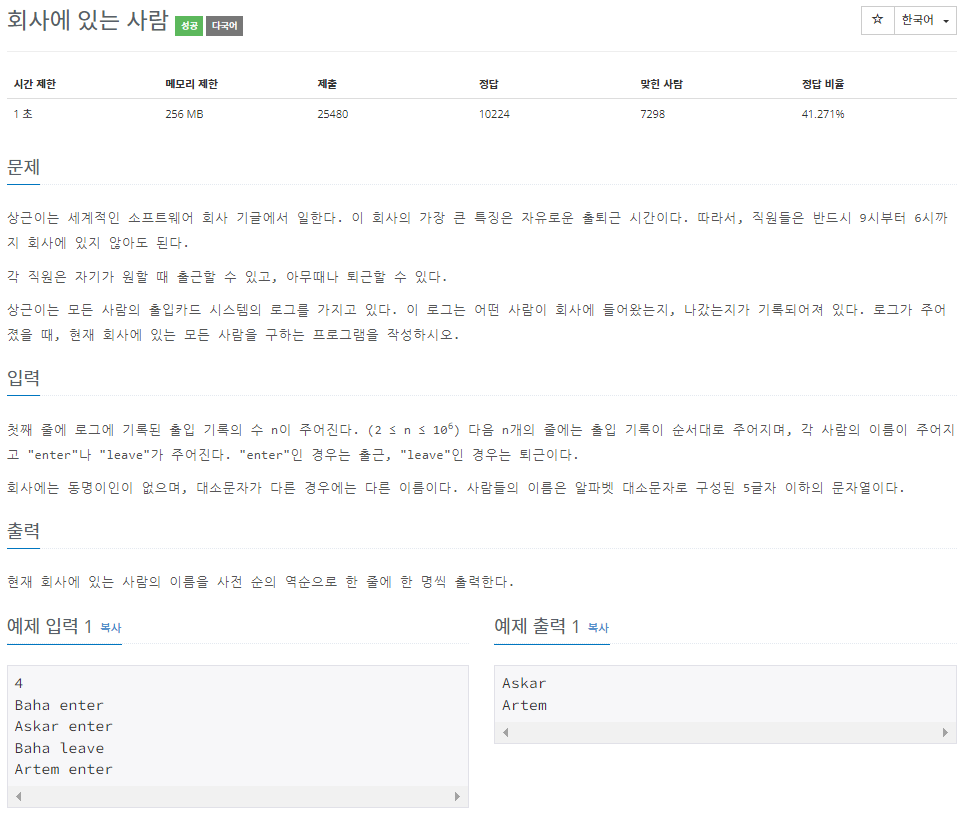 회사에 있는 사람 성공 다국어
☆ 한국어
시간 제한 메모리 제한 제출 정답 맞힌 사람 정답 비율
1 초 256 MB 25480 10224 7298 41.271%
문제
상근이는 세계적인 소프트웨어 회사 기글에서 일한다. 이 회사의 가장 큰 특징은 자유로운 출퇴근 시간이다. 따라서, 직원들은 반드시 9시부터 6시까
지 회사에 있지 않아도 된다.
각 직원은 자기가 원할 때 출근할 수 있고, 아무때나 퇴근할 수 있다.
상근이는 모든 사람의 출입카드 시스템의 로그를 가지고 있다. 이 로그는 어떤 사람이 회사에 들어왔는지, 나갔는지가 기록되어져 있다. 로그가 주어
졌을 때, 현재 회사에 있는 모든 사람을 구하는 프로그램을 작성하시오.
입력
첫째 줄에 로그에 기록된 출입 기록의 수 n이 주어진다. (2 ≤ n ≤ 10⁶) 다음 n개의 줄에는 출입 기록이 순서대로 주어지며, 각 사람의 이름이 주어지
고 "enter"나 "leave"가 주어진다. "enter"인 경우는 출근, "leave"인 경우는 퇴근이다.
회사에는 동명이인이 없으며, 대소문자가 다른 경우에는 다른 이름이다. 사람들의 이름은 알파벳 대소문자로 구성된 5글자 이하의 문자열이다.
출력
현재 회사에 있는 사람의 이름을 사전 순의 역순으로 한 줄에 한 명씩 출력한다.
예제 입력 1 복사
4
Baha enter
Askar enter
Baha leave
Artem enter
예제 출력 1 복사
Askar
Artem